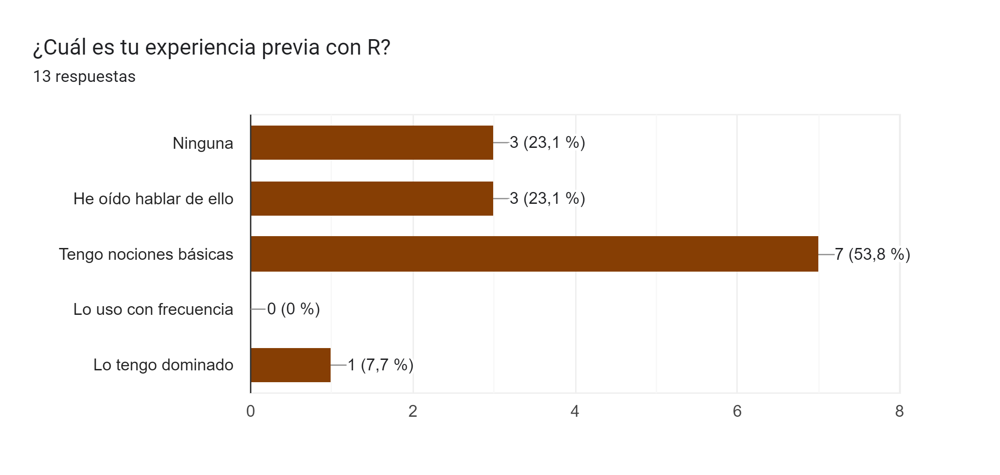 ¿Cuál es tu experiencia previa con R?
13 respuestas
Ninguna
3 (23,1 %)
He oído hablar de ello
3 (23,1 %)
Tengo nociones básicas
7 (53,8 %)
Lo uso con frecuencia
0 (0 %)
Lo tengo dominado
1 (7,7 %)
0 2 4 6 8